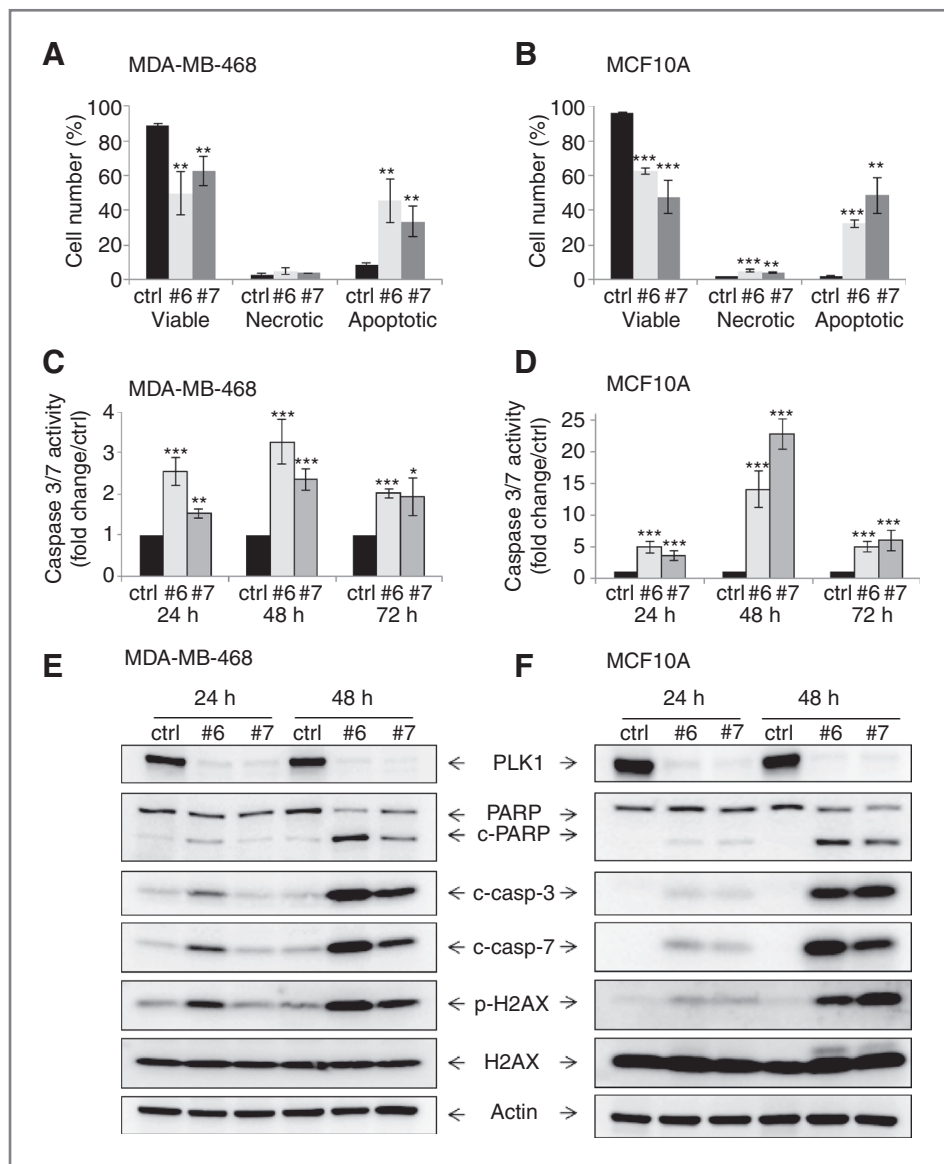 A
MDA-MB-468
Cell number (%)
100
80
60
40
20
0
** ** ** **
ctrl #6 #7 ctrl #6 #7 ctrl #6 #7
Viable Necrotic Apoptotic
B
MCF10A
Cell number (%)
100
80
60
40
20
0
*** *** *** ** *** **
ctrl #6 #7 ctrl #6 #7 ctrl #6 #7
Viable Necrotic Apoptotic
C
MDA-MB-468
Caspase 3/7 activity
(fold change/ctrl)
4
3
2
1
0
*** ** *** *** *** *
ctrl #6 #7 ctrl #6 #7 ctrl #6 #7
24 h 48 h 72 h
D
MCF10A
Caspase 3/7 activity
(fold change/ctrl)
25
20
15
10
5
0
*** *** *** *** *** ***
ctrl #6 #7 ctrl #6 #7 ctrl #6 #7
24 h 48 h 72 h
E
MDA-MB-468
24 h 48 h
ctrl #6 #7 ctrl #6 #7
F
MCF10A
24 h 48 h
ctrl #6 #7 ctrl #6 #7
← PLK1 →
← PARP →
← c-PARP →
← c-casp-3 →
← c-casp-7 →
← p-H2AX →
← H2AX →
← Actin →